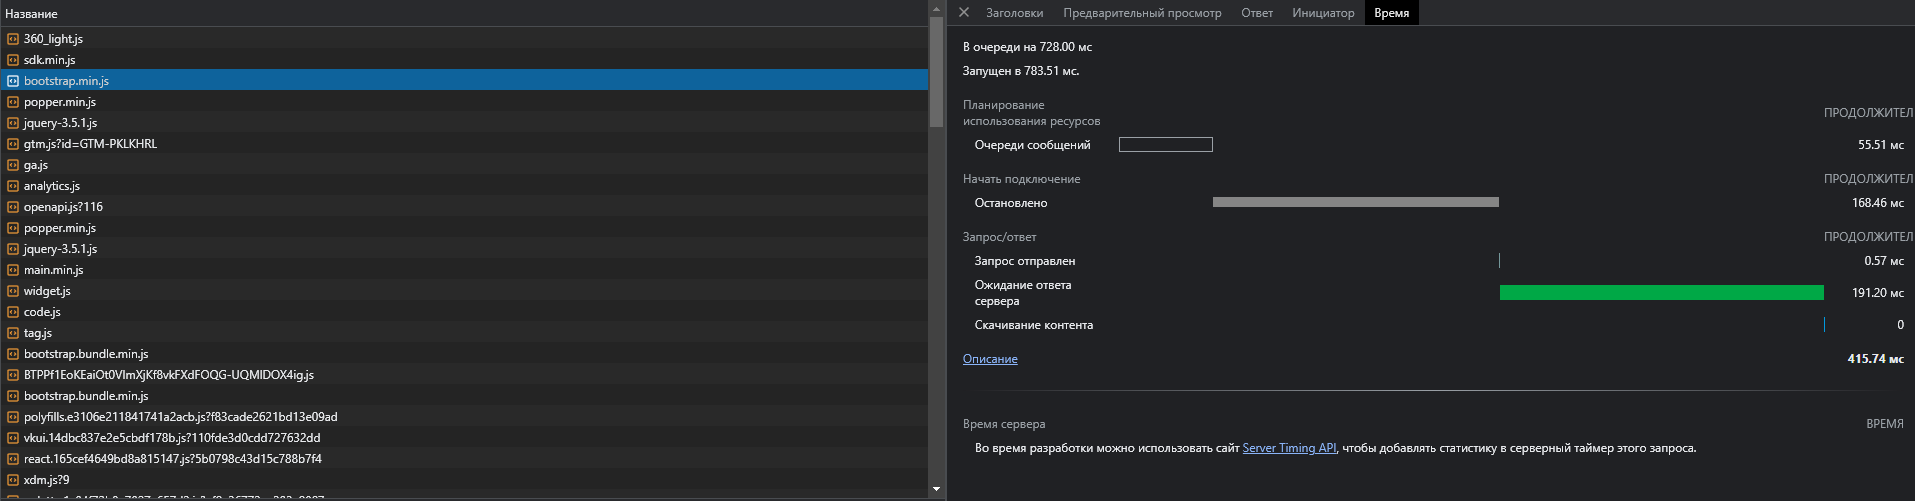 Название
360_light.js
sdk.min.js
bootstrap.min.js
popper.min.js
jquery-3.5.1.js
gtm.js?id=GTM-PKLKHRL
ga.js
analytics.js
openapi.js?116
popper.min.js
jquery-3.5.1.js
main.min.js
widget.js
code.js
tag.js
bootstrap.bundle.min.js
BTPPf1EoKEaiOt0VImXjKf8vkFXdFOQG-UQMIDOX4ig.js
bootstrap.bundle.min.js
polyfills.e3106e211841741a2acb.js?f83cade2621bd13e09ad
vkui.14dbc837e2e5cbdf178b.js?110fde3d0cdd727632dd
react.165cef4649bd8a815147.js?5b0798c43d15c788b7f4
xdm.js?9
Заголовки Предварительный просмотр Ответ Инициатор Время
В очереди на 728.00 мс
Запущен в 783.51 мс.
Планирование
использования ресурсов ПРОДОЛЖИТЕЛ
Очереди сообщений 55.51 мс
Начать подключение ПРОДОЛЖИТЕЛ
Остановлено 168.46 мс
Запрос/ответ ПРОДОЛЖИТЕЛ
Запрос отправлен 0.57 мс
Ожидание ответа
сервера 191.20 мс
Скачивание контента 0
Описание 415.74 мс
Время сервера ВРЕМЯ
Во время разработки можно использовать сайт Server Timing API, чтобы добавлять статистику в серверный таймер этого запроса.